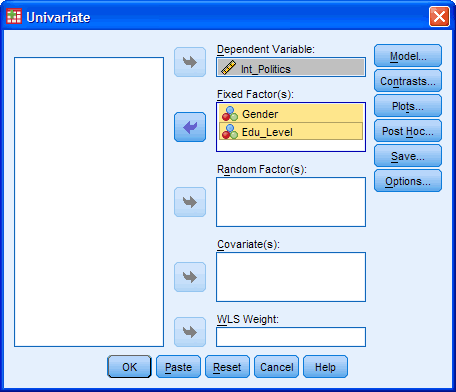 Univariate
Dependent Variable:
Int_Politics
Fixed Factor(s):
Gender
Edu_Level
Random Factor(s):
Covariate(s):
WLS Weight:
Model...
Contrasts...
Plots...
Post Hoc...
Save...
Options...
OK
Paste
Reset
Cancel
Help